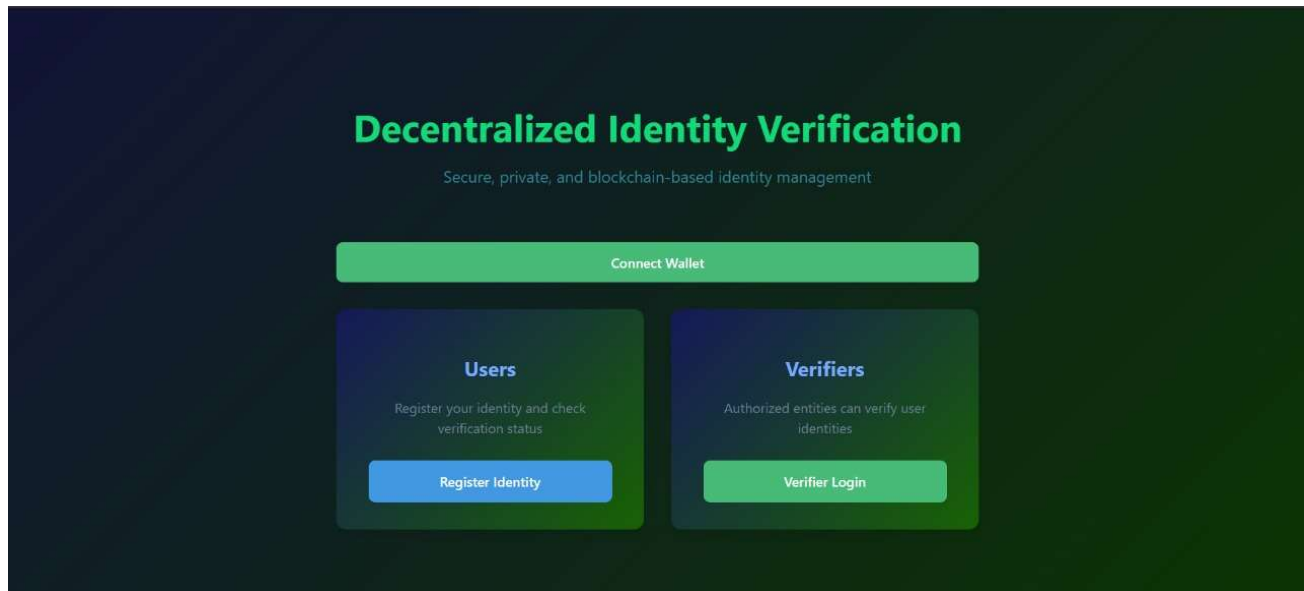 Decentralized Identity Verification
Secure, private, and blockchain-based identity management
Connect Wallet
Users
Register your identity and check
verification status
Register Identity
Verifiers
Authorized entities can verify user
identities
Verifier Login